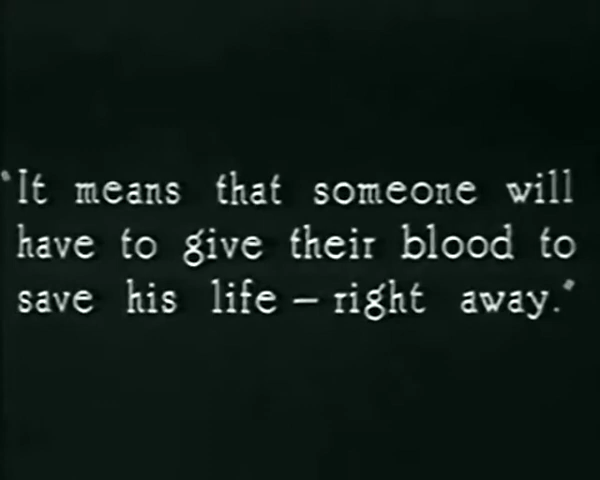 "It means that someone will
have to give their blood to
save his life — right away."